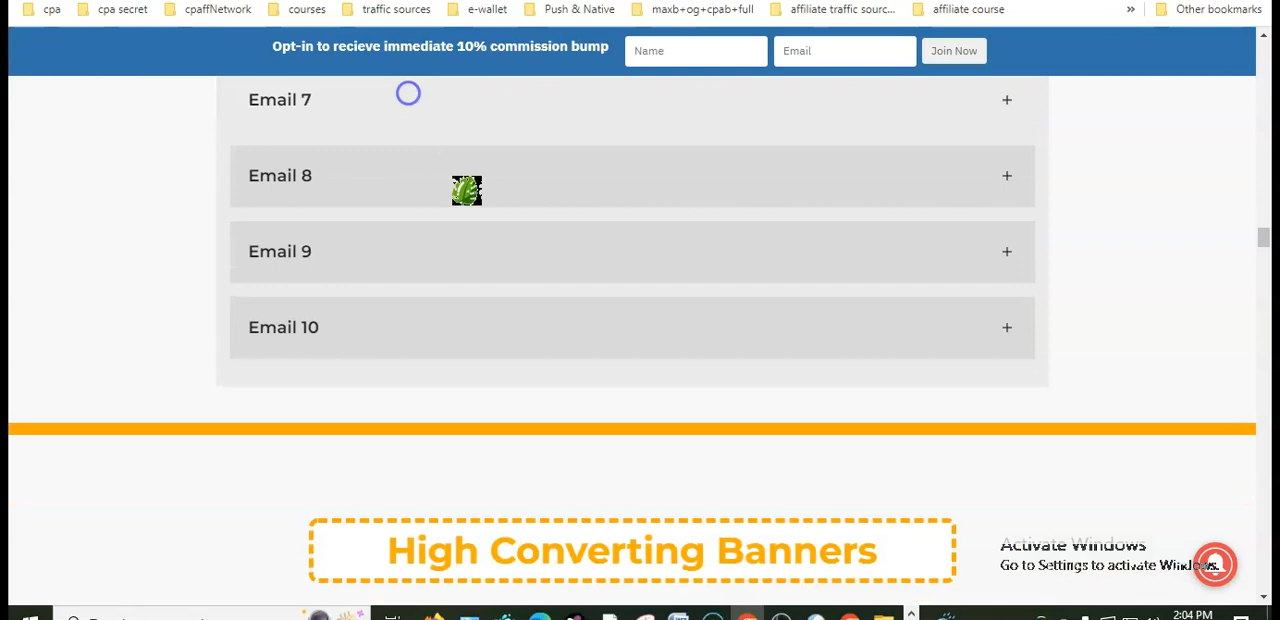 cpa cpa secret cpaffNetwork courses traffic sources e-wallet Push & Native maxb+og+cpab+full affiliate traffic sourc... affiliate course » Other bookmarks
Opt-in to recieve immediate 10% commission bump Name Email Join Now
Email 7 +
Email 8 +
Email 9 +
Email 10 +
High Converting Banners
Activate Windows
Go to Settings to activate Windows.
2:04 PM